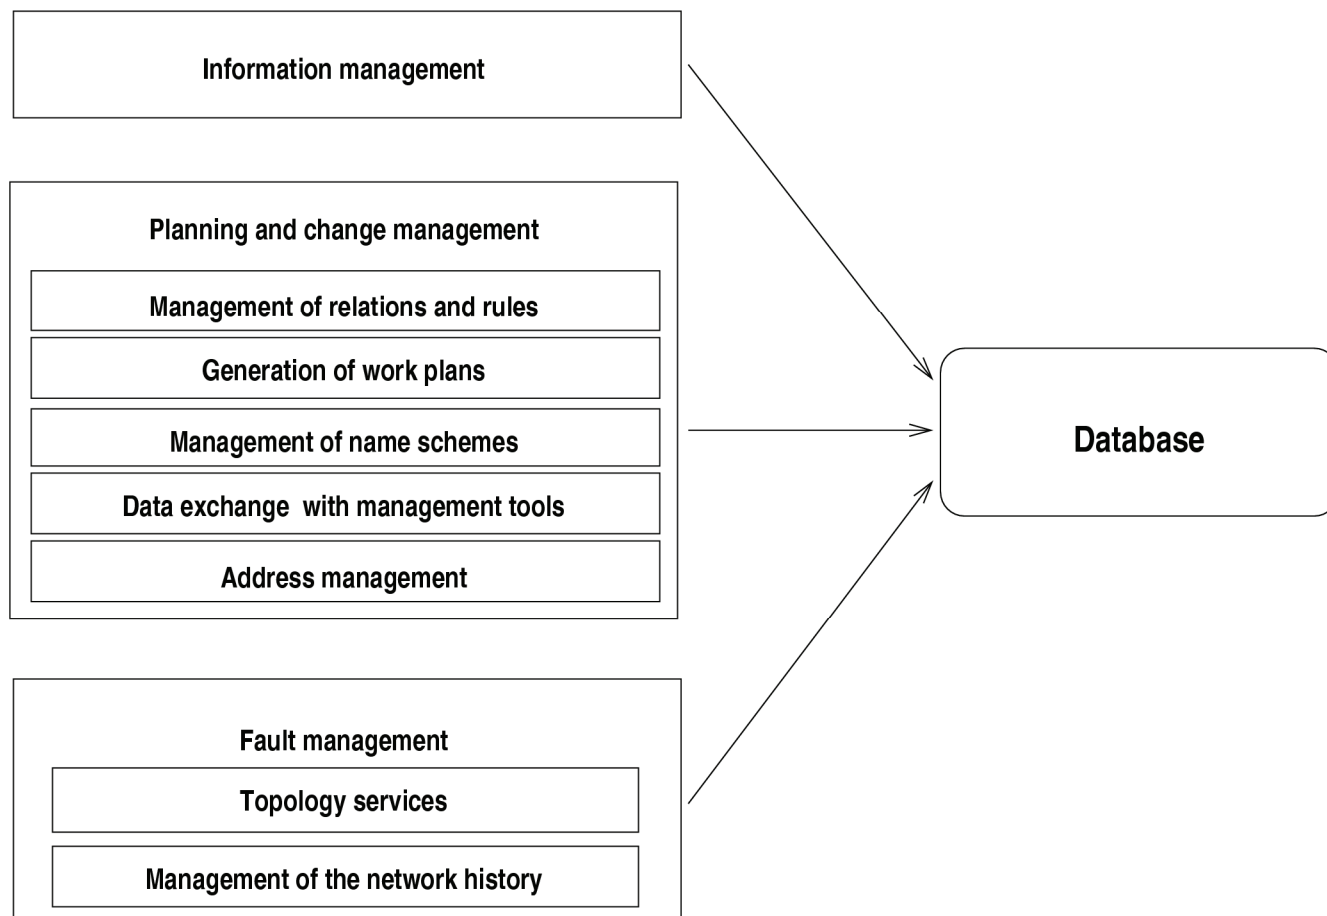 Information management
Planning and change management
Management of relations and rules
Generation of work plans
Management of name schemes
Data exchange with management tools
Address management
Fault management
Topology services
Management of the network history
Database